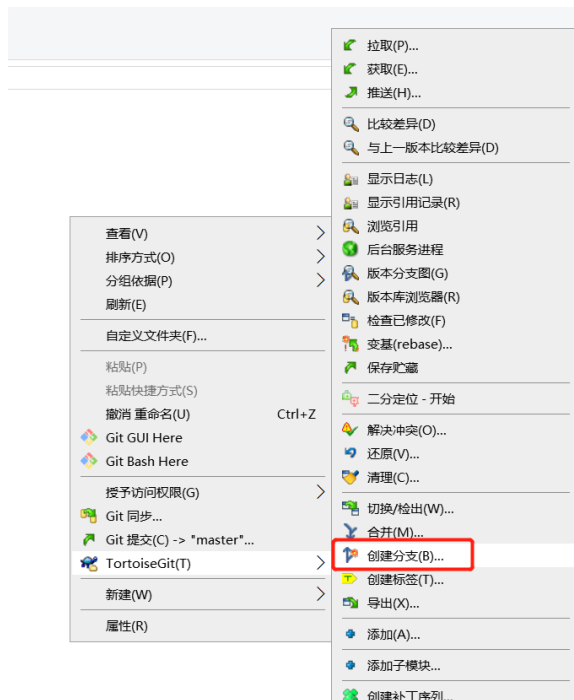 拉取(P)...
获取(E)...
推送(H)...
比较差异(D)
与上一版本比较差异(D)
显示日志(L)
显示引用记录(R)
浏览引用
后台服务进程
版本分支图(G)
版本库浏览器(R)
检查已修改(F)
变基(rebase)...
保存贮藏
二分定位 - 开始
解决冲突(O)...
还原(V)...
清理(C)...
切换/检出(W)...
合并(M)...
创建分支(B)...
创建标签(T)...
导出(X)...
添加(A)...
添加子模块...
创建补丁序列...
查看(V)
排序方式(O)
分组依据(P)
刷新(E)
自定义文件夹(F)...
粘贴(P)
粘贴快捷方式(S)
撤消 重命名(U) Ctrl+Z
Git GUI Here
Git Bash Here
授予访问权限(G)
Git 同步...
Git 提交(C) -> "master"...
TortoiseGit(T)
新建(W)
属性(R)